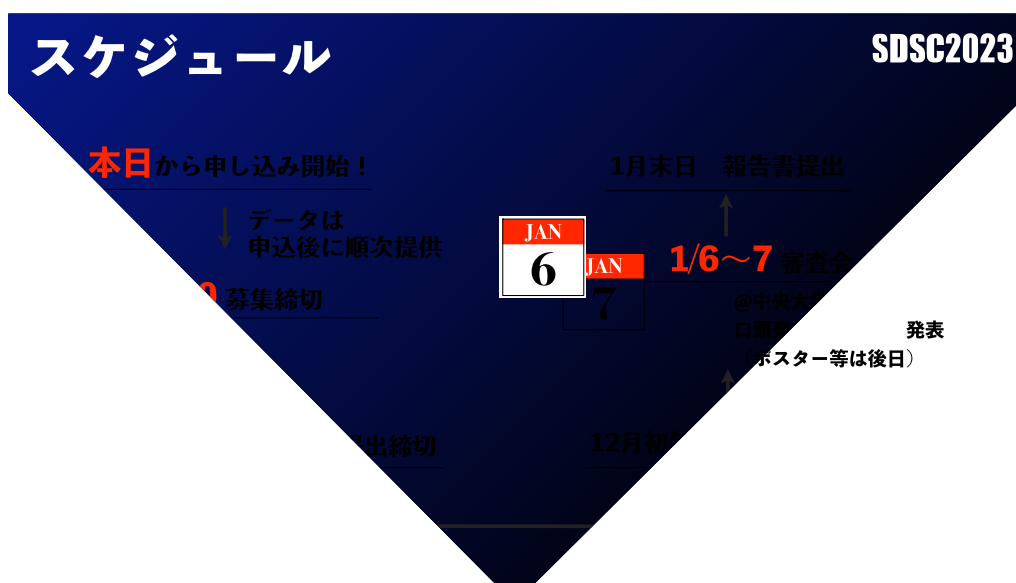 スケジュール
SDSC2023
本日から申し込み開始！
データは
申込後に順次提供
募集締切
出締切
1月末日　報告書提出
1/6〜7 審査会
@中央大
口頭
発表
（ポスター等は後日）
12月初
JAN
6
JAN
7